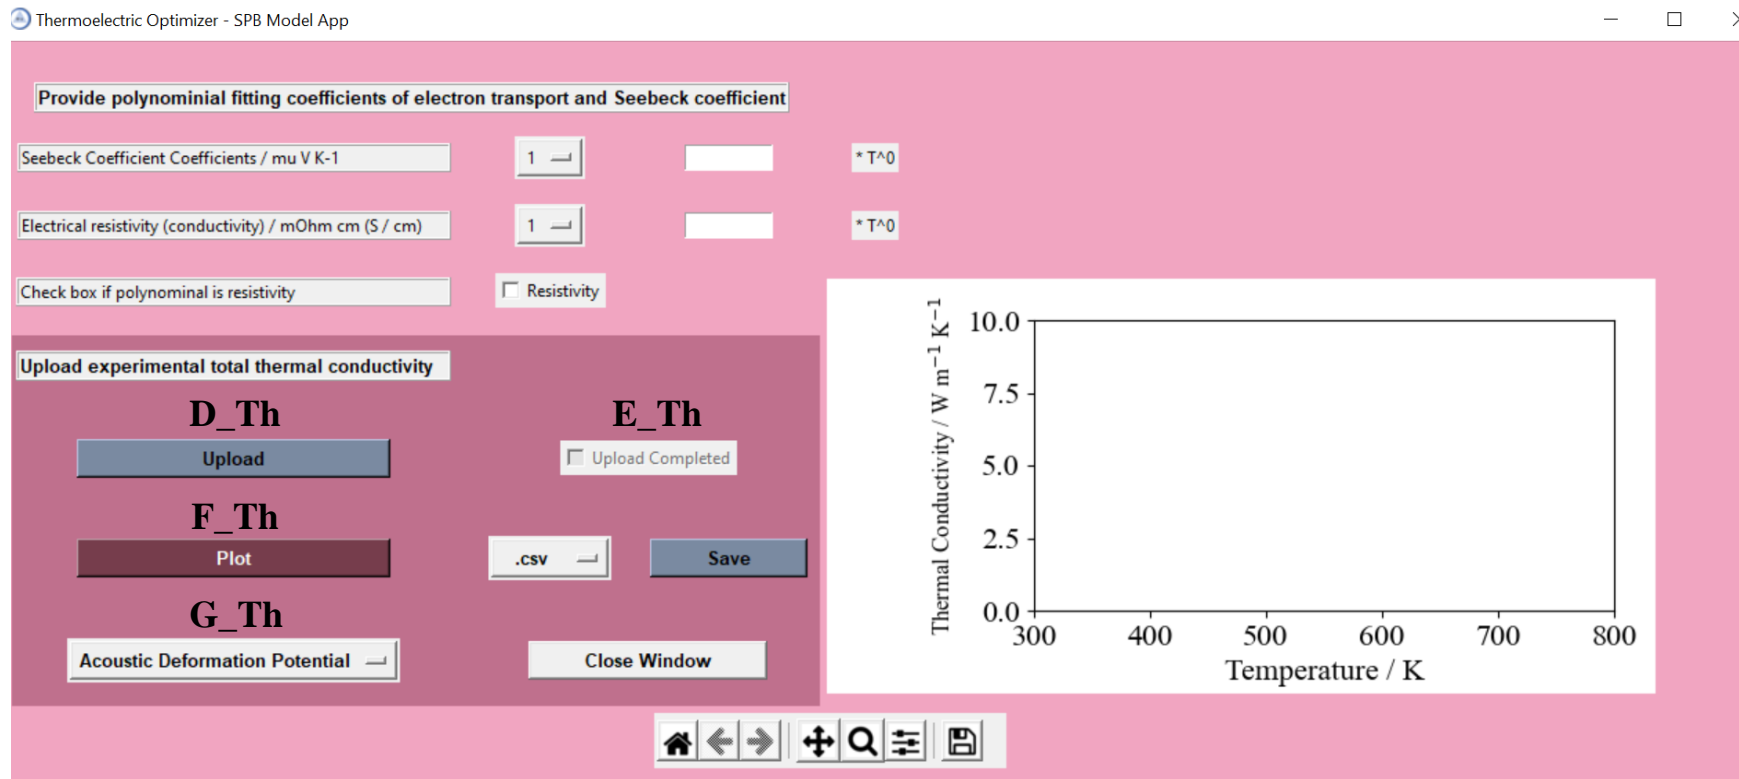 Thermoelectric Optimizer - SPB Model App
Provide polynominial fitting coefficients of electron transport and Seebeck coefficient
Seebeck Coefficient Coefficients / mu V K-1
1
* T^0
Electrical resistivity (conductivity) / mOhm cm (S / cm)
1
* T^0
Check box if polynominal is resistivity
Resistivity
Upload experimental total thermal conductivity
D_Th
E_Th
Upload
Upload Completed
F_Th
Plot
.csv
Save
G_Th
Acoustic Deformation Potential
Close Window
Thermal Conductivity / W m⁻¹ K⁻¹
10.0
7.5
5.0
2.5
0.0
300 400 500 600 700 800
Temperature / K